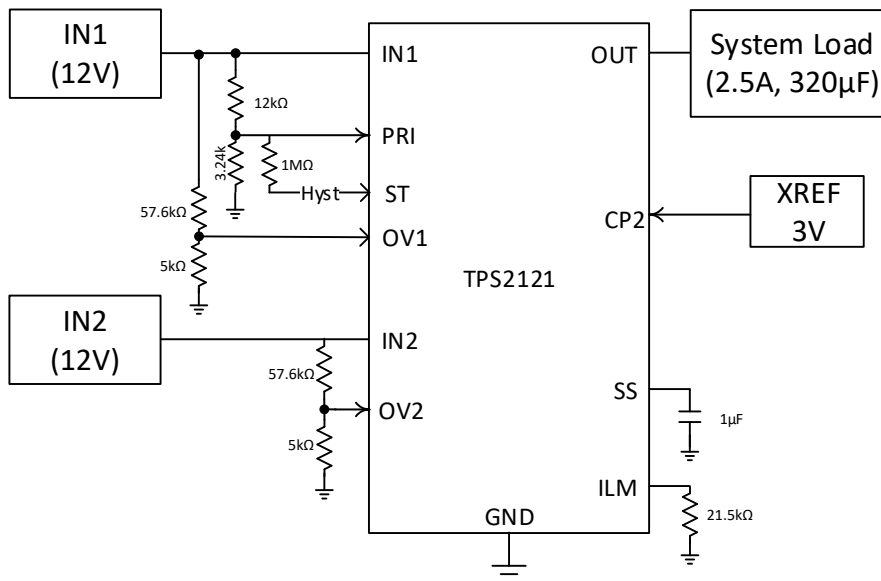 IN1
(12V)
IN1
OUT
System Load
(2.5A, 320µF)
12kΩ
PRI
3.24k
1MΩ
Hyst
ST
XREF
3V
57.6kΩ
CP2
OV1
5kΩ
TPS2121
IN2
(12V)
IN2
57.6kΩ
SS
OV2
1µF
5kΩ
ILM
GND
21.5kΩ